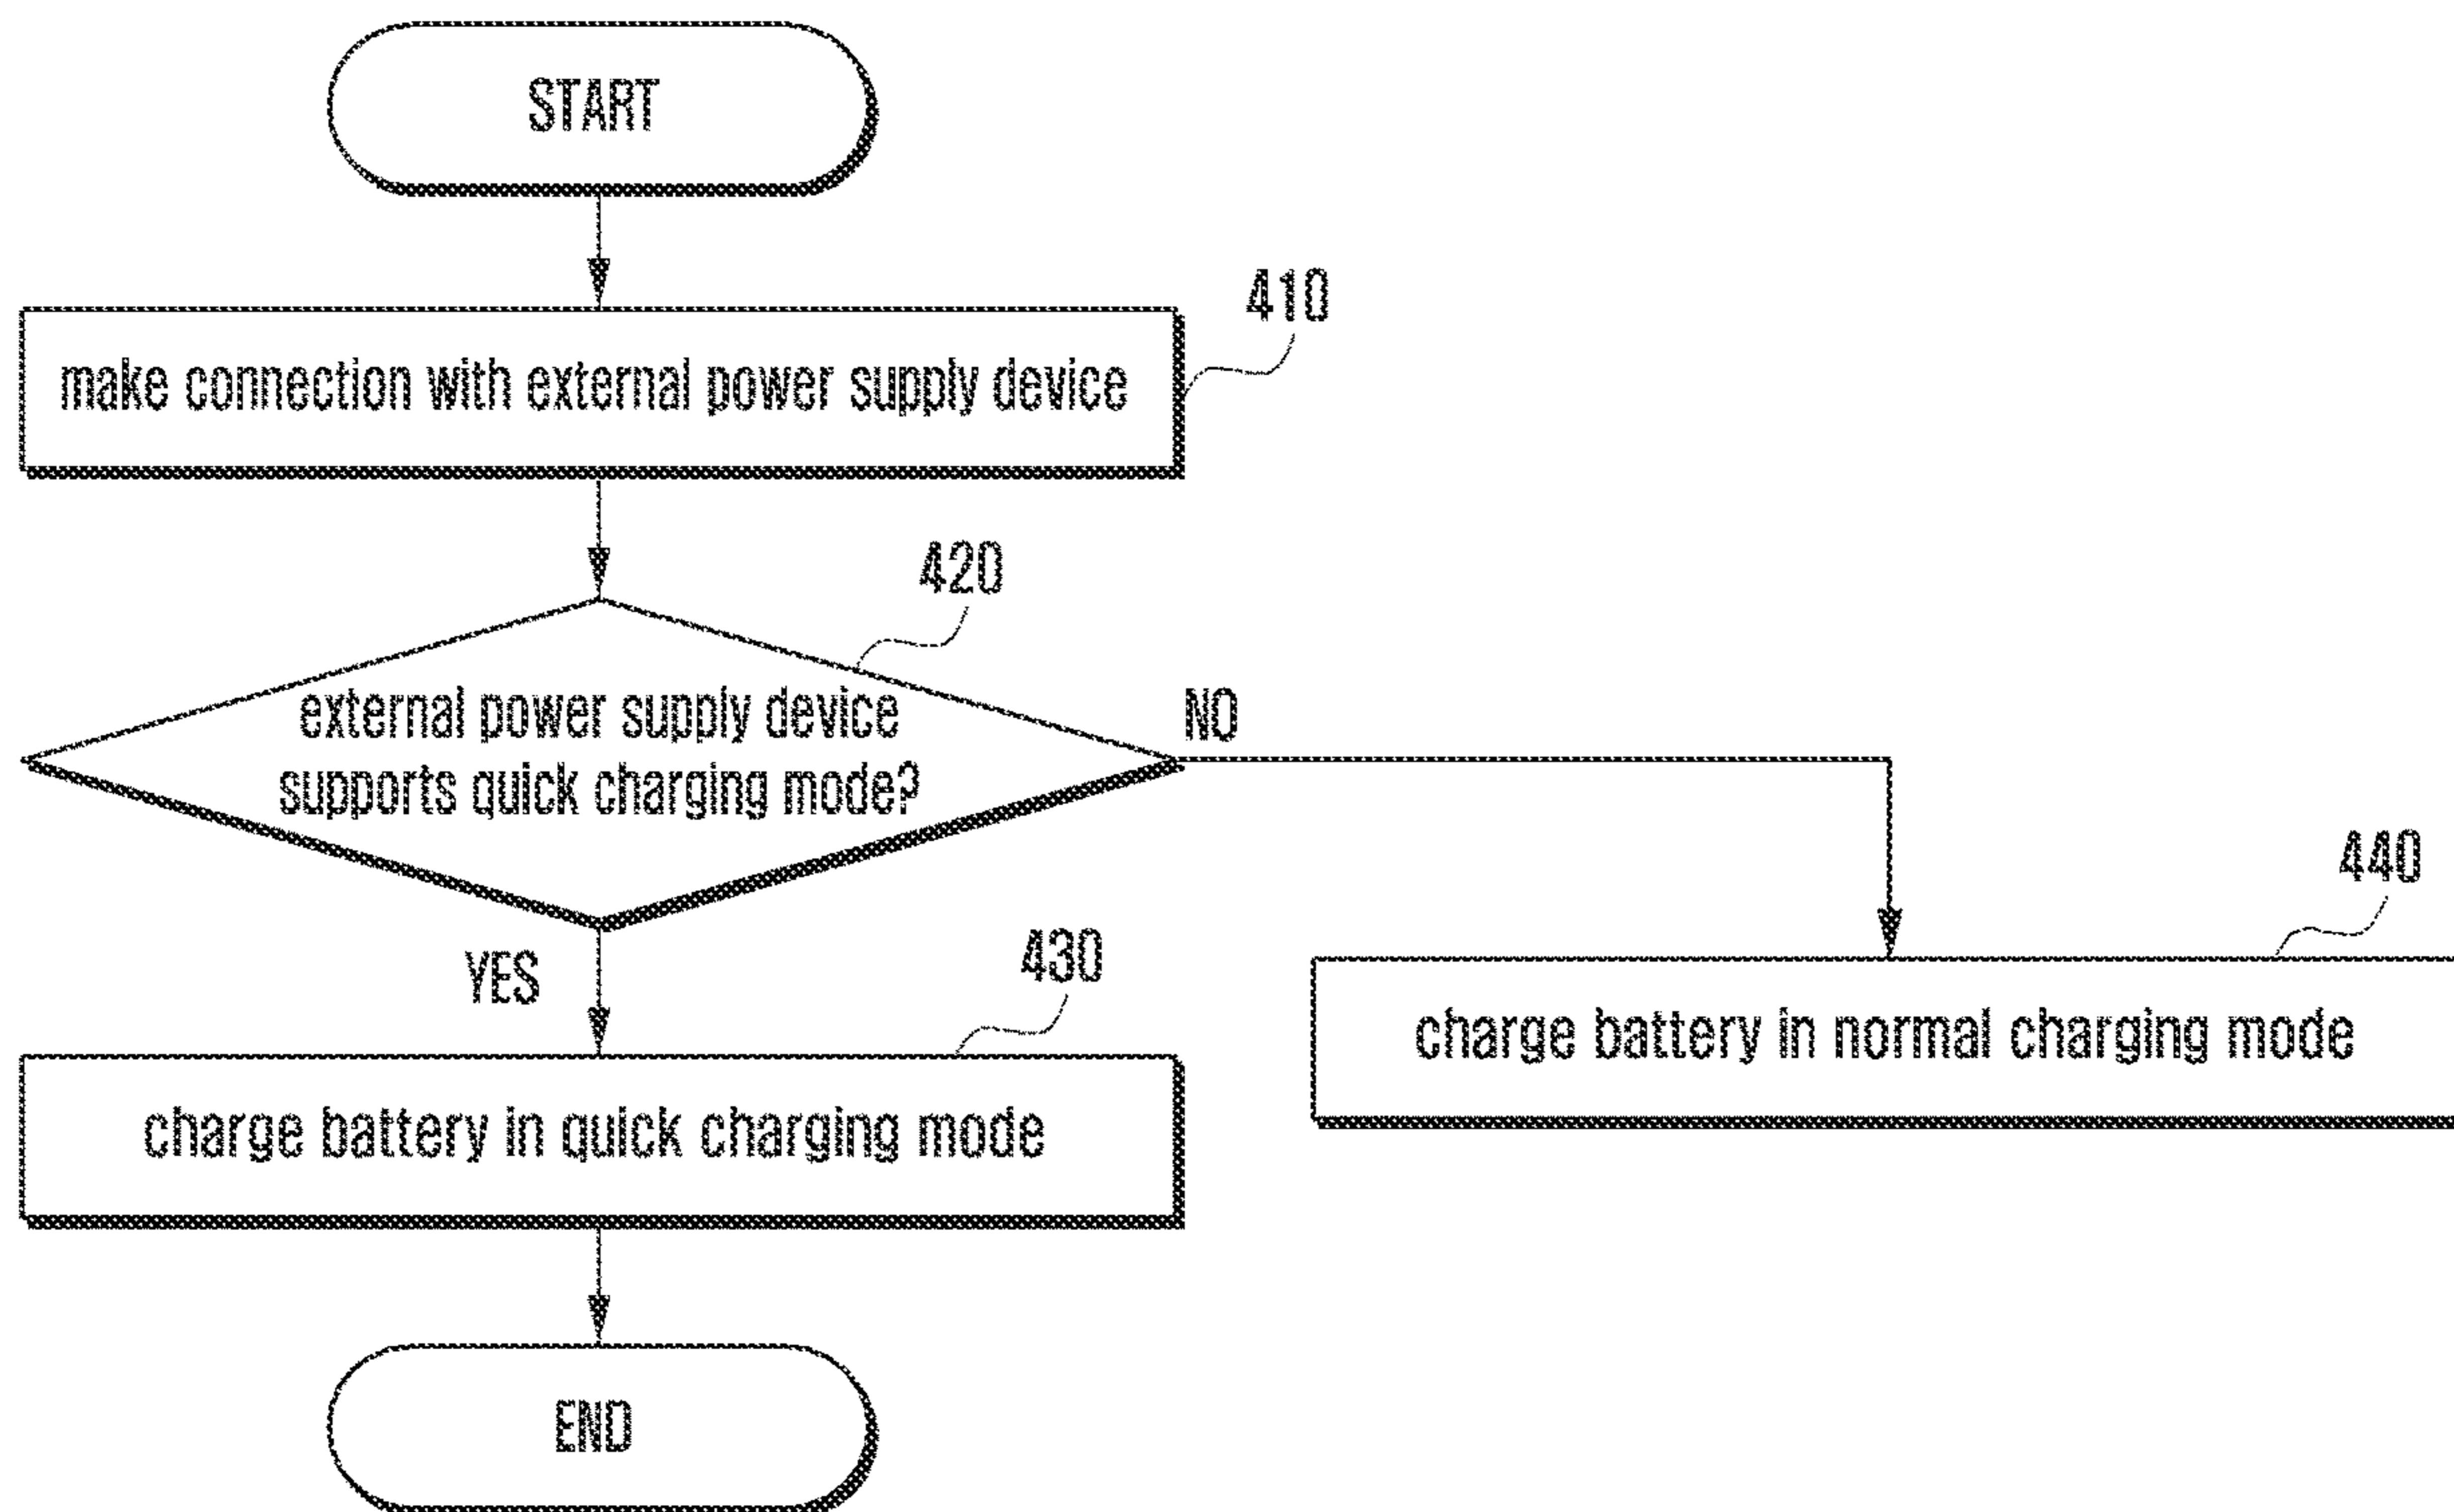 START
410
make connection with external power supply device
420
external power supply device
supports quick charging mode?
NO
YES
430
440
charge battery in quick charging mode
charge battery in normal charging mode
END